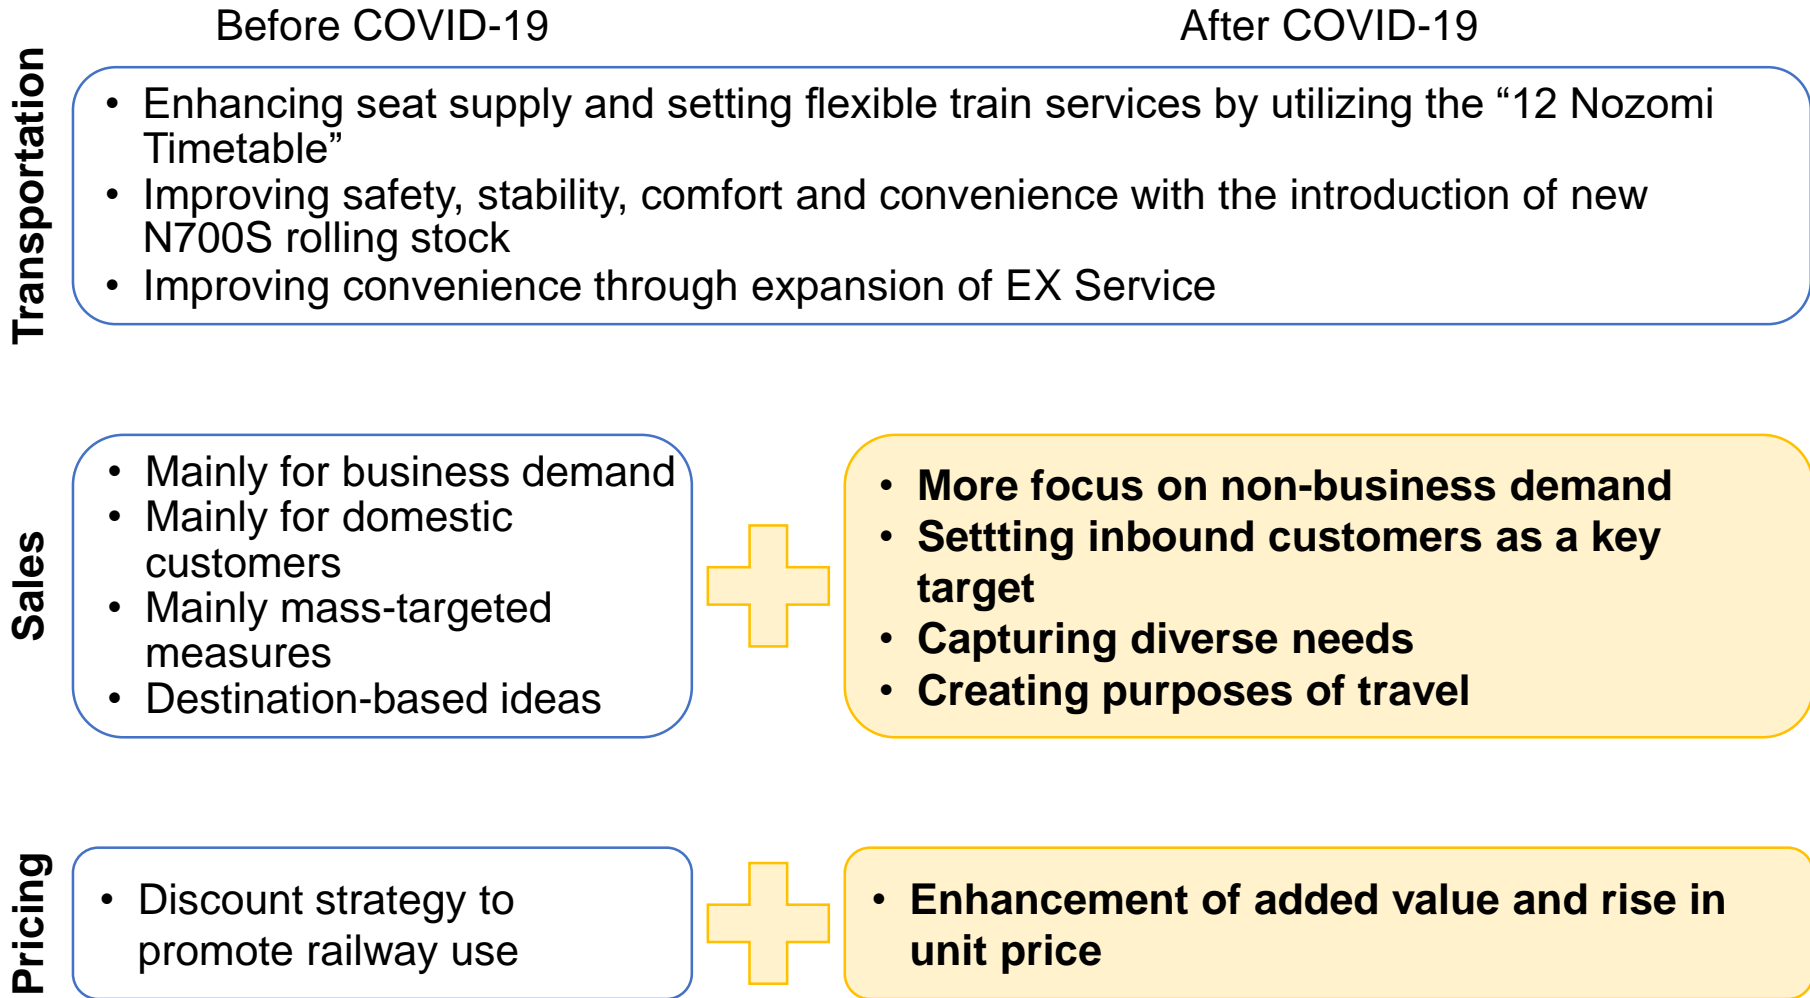 Before COVID-19
After COVID-19
Transportation
• Enhancing seat supply and setting flexible train services by utilizing the “12 Nozomi
Timetable”
• Improving safety, stability, comfort and convenience with the introduction of new
N700S rolling stock
• Improving convenience through expansion of EX Service
Sales
• Mainly for business demand
• Mainly for domestic
customers
• Mainly mass-targeted
measures
• Destination-based ideas
• More focus on non-business demand
• Settting inbound customers as a key
target
• Capturing diverse needs
• Creating purposes of travel
Pricing
• Discount strategy to
promote railway use
• Enhancement of added value and rise in
unit price